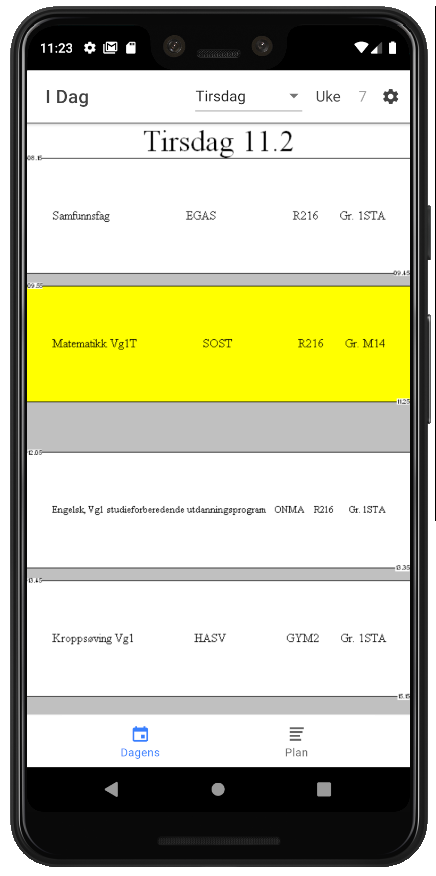 11:23
I Dag Tirsdag Uke 7
Tirsdag 11.2
08.15
Samfunnsfag EGAS R216 Gr. 1STA
09.45
09.55
Matematikk Vg1T SOST R216 Gr. M14
11.25
12.05
Engelsk, Vg1 studieforberedende utdanningsprogram ONMA R216 Gr. 1STA
13.35
13.45
Kroppsøving Vg1 HASV GYM2 Gr. 1STA
15.15
Dagens Plan